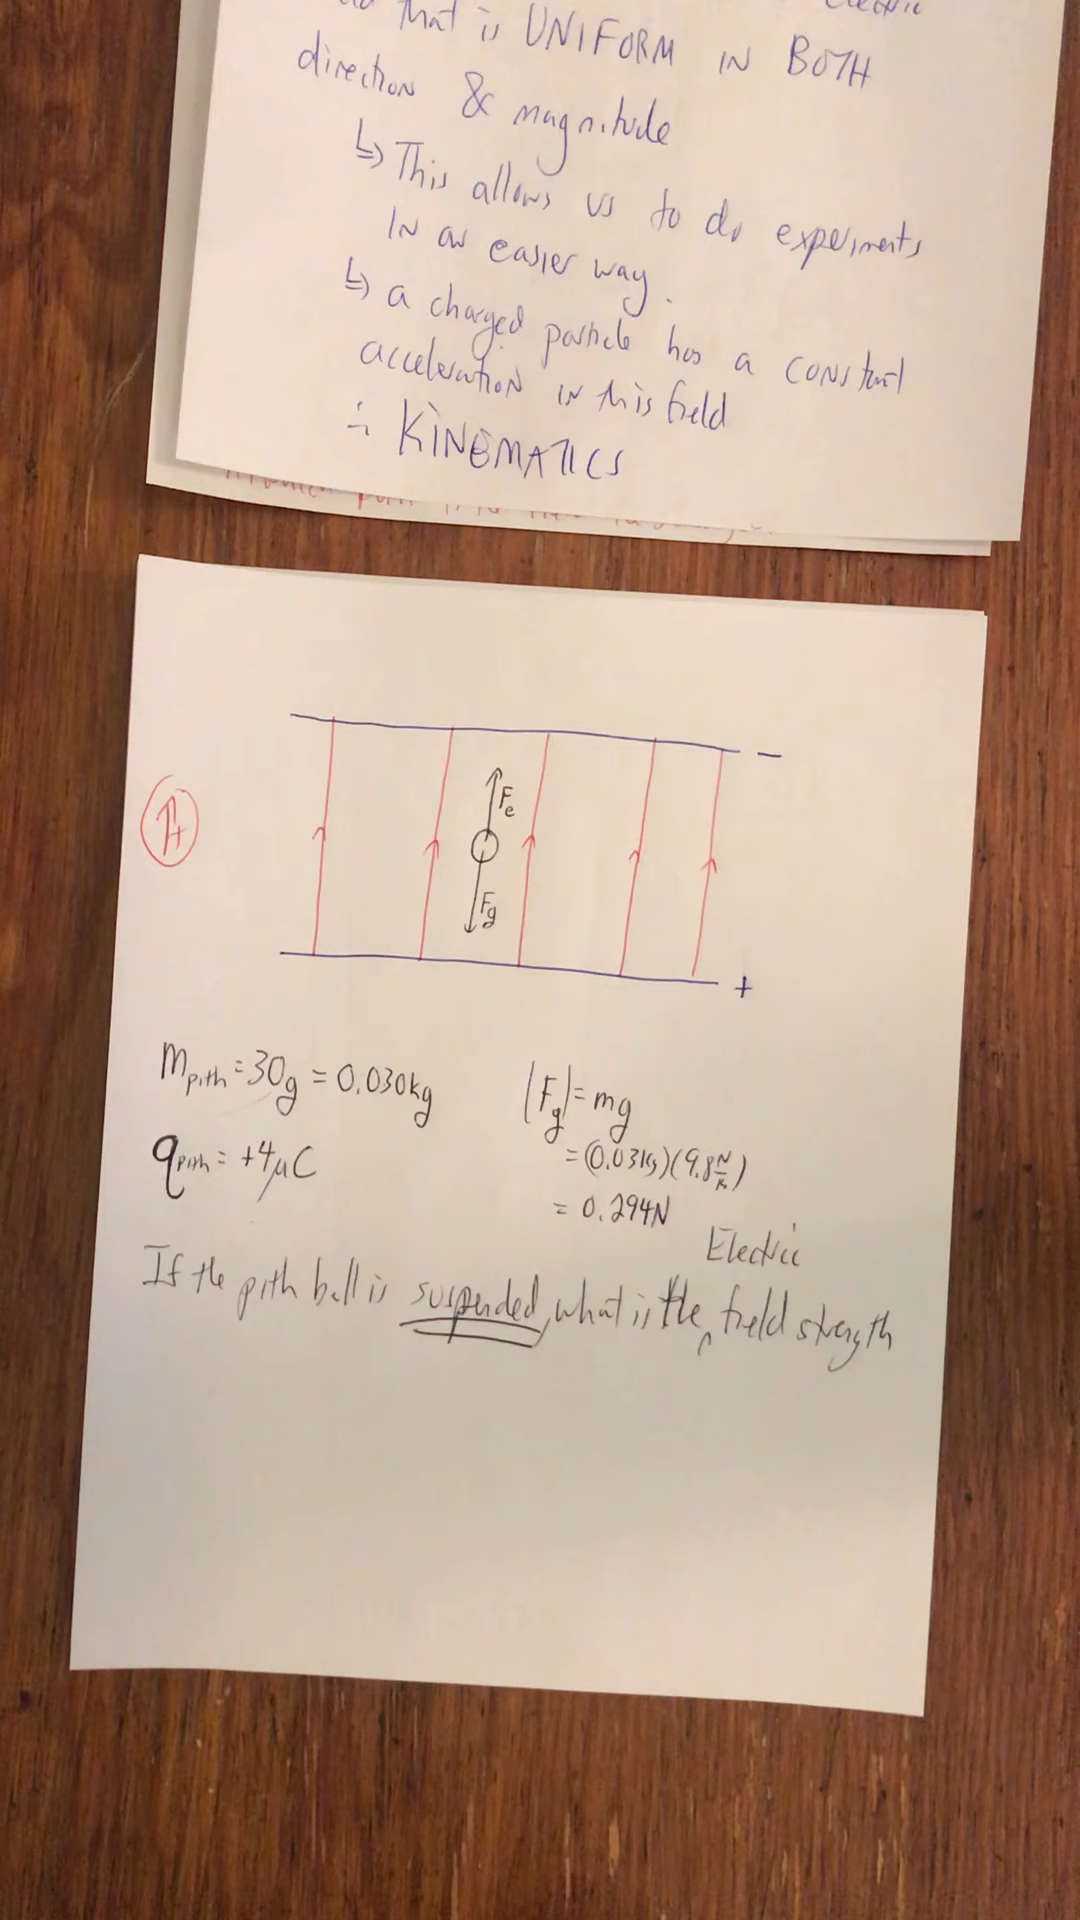 Electric
that is UNIFORM IN BOTH
direction & magnitude
↳ This allows us to do experiments
IN an easier way.
↳ a charged particle has a constant
acceleration in this field
∴ KINEMATICS
-
↑+
Fe
Fg
+
mpith = 30g = 0.030kg
qpith = +4μC
|Fg| = mg
= (0.03kg)(9.8 N/k)
= 0.294N
Electric
If the pith ball is suspended, what is the ^ field strength